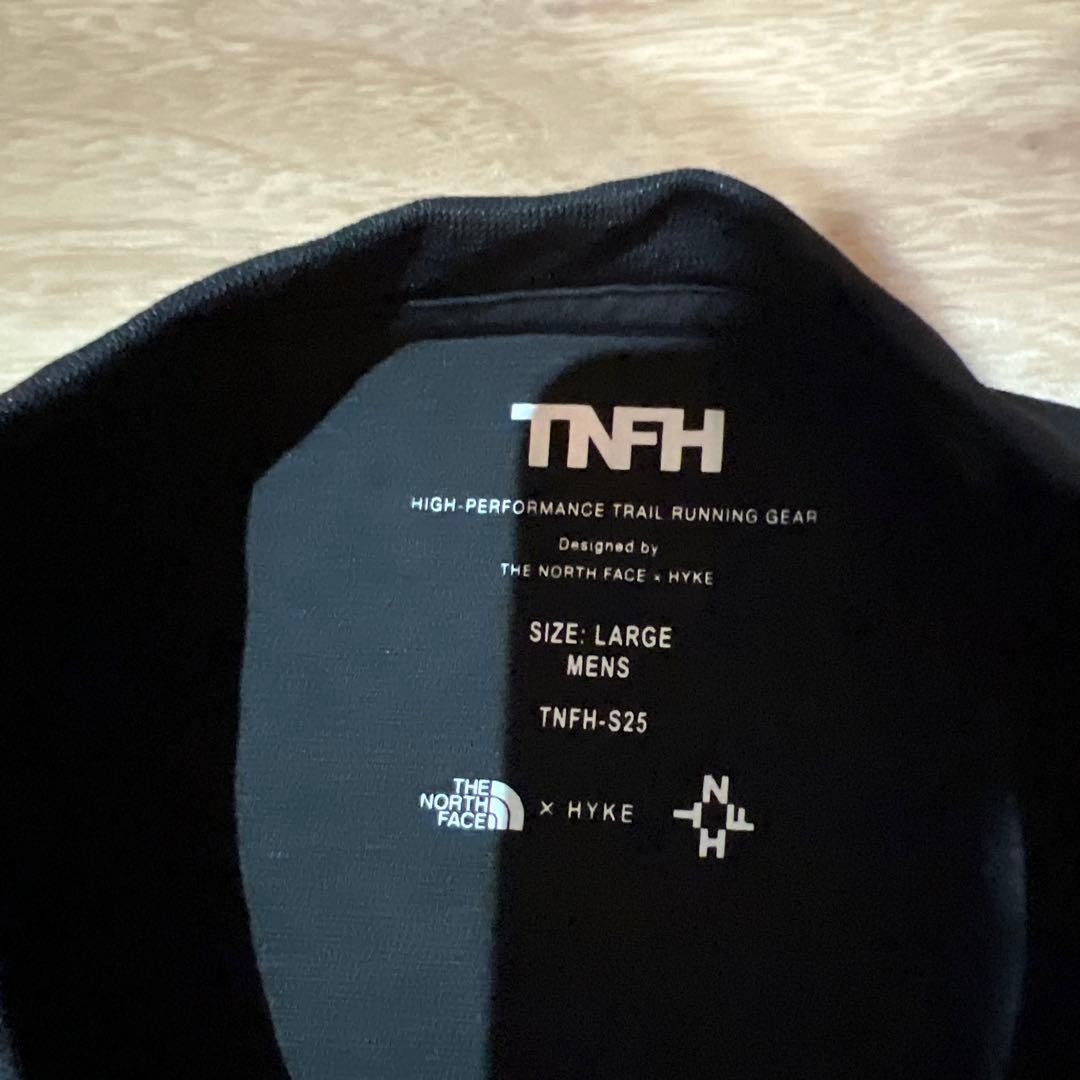 TNFH
HIGH-PERFORMANCE TRAIL RUNNING GEAR
Designed by
THE NORTH FACE × HYKE
SIZE: LARGE
MENS
TNFH-S25
THE
NORTH
FACE
× HYKE
N
T F
H